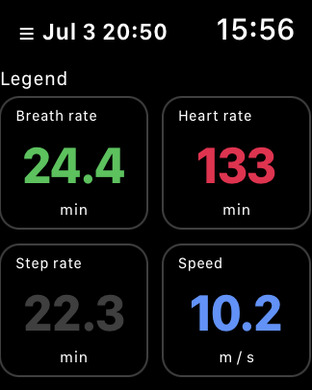 ≡ Jul 3 20:50 15:56
Legend
Breath rate
24.4
min
Heart rate
133
min
Step rate
22.3
min
Speed
10.2
m / s